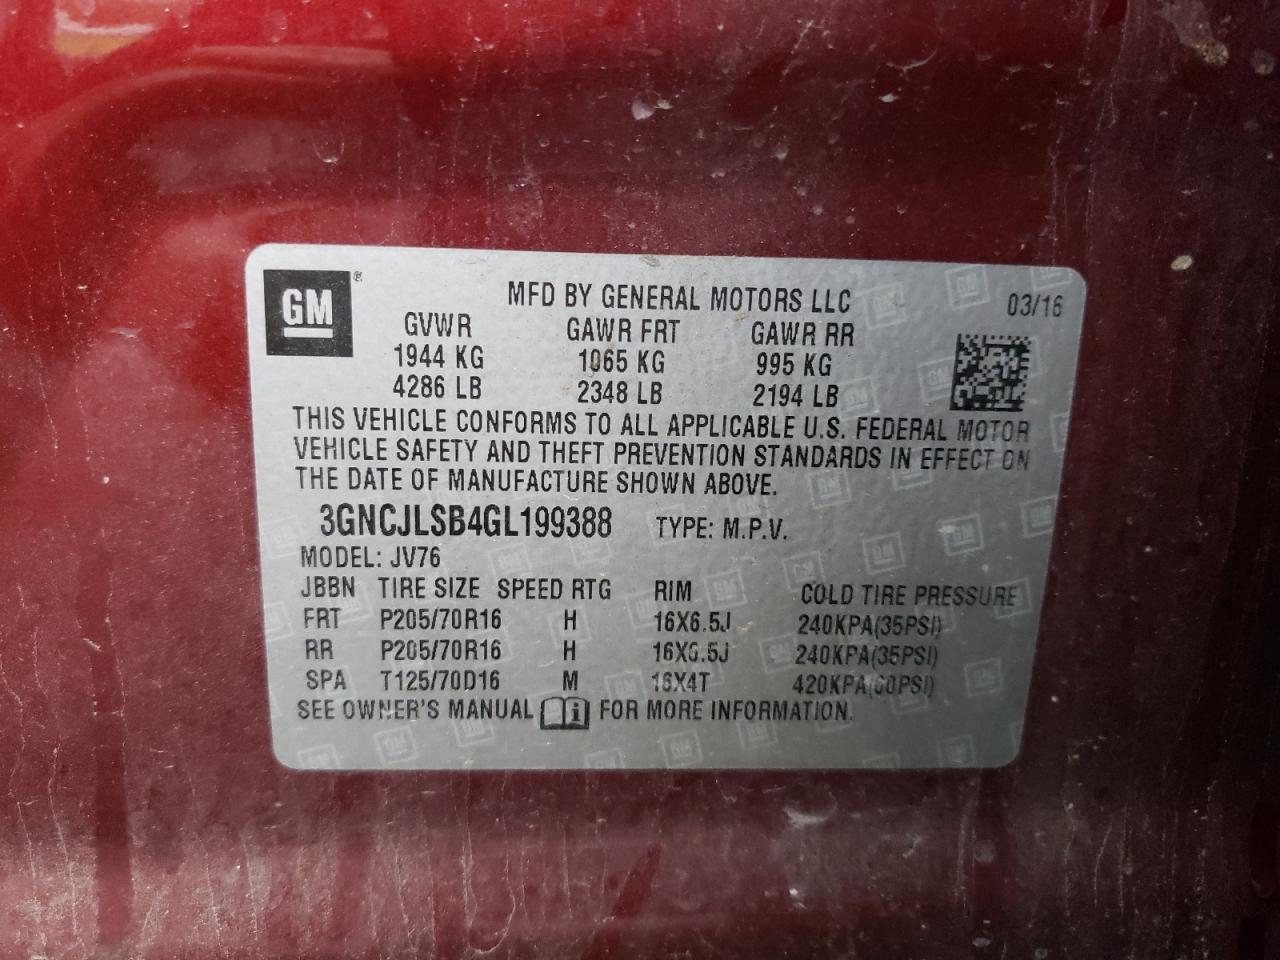 GM ®
MFD BY GENERAL MOTORS LLC 03/16
GVWR GAWR FRT GAWR RR
1944 KG 1065 KG 995 KG
4286 LB 2348 LB 2194 LB
THIS VEHICLE CONFORMS TO ALL APPLICABLE U.S. FEDERAL MOTOR
VEHICLE SAFETY AND THEFT PREVENTION STANDARDS IN EFFECT ON
THE DATE OF MANUFACTURE SHOWN ABOVE.
3GNCJLSB4GL199388 TYPE: M.P.V.
MODEL: JV76
JBBN TIRE SIZE SPEED RTG RIM COLD TIRE PRESSURE
FRT P205/70R16 H 16X6.5J 240KPA(35PSI)
RR P205/70R16 H 16X6.5J 240KPA(35PSI)
SPA T125/70D16 M 16X4T 420KPA(60PSI)
SEE OWNER'S MANUAL i FOR MORE INFORMATION.